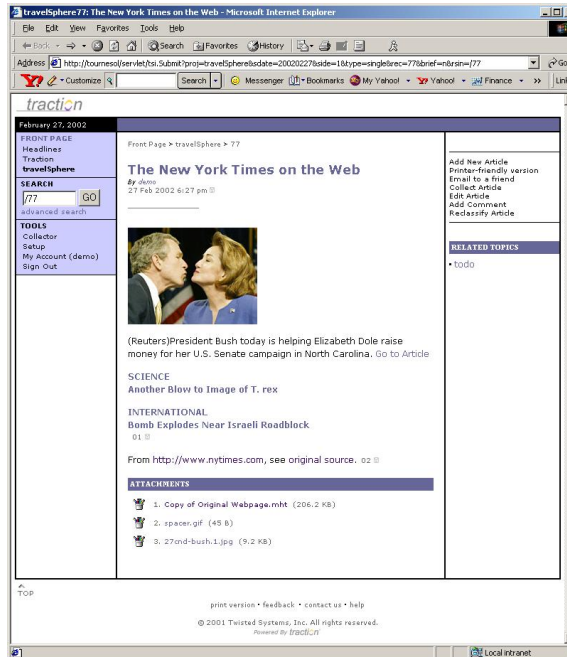 travelSphere77: The New York Times on the Web - Microsoft Internet Explorer
File Edit View Favorites Tools Help
Back Search Favorites History
Address http://tournesol/servlet/tsi.Submit?proj=travelSphere&sdate=20020227&side=1&type=single&rec=77&brief=n&rsin=/77 Go
Y! Customize Search Messenger Bookmarks My Yahoo! Yahoo! Finance >> Link
traction
February 27, 2002
FRONT PAGE
Headlines
Traction
travelSphere
SEARCH
/77 GO
advanced search
TOOLS
Collector
Setup
My Account (demo)
Sign Out
Front Page > travelSphere > 77
The New York Times on the Web
By demo
27 Feb 2002 6:27 pm
(Reuters)President Bush today is helping Elizabeth Dole raise
money for her U.S. Senate campaign in North Carolina. Go to Article
SCIENCE
Another Blow to Image of T. rex
INTERNATIONAL
Bomb Explodes Near Israeli Roadblock
01
From http://www.nytimes.com, see original source. 02
ATTACHMENTS
1. Copy of Original Webpage.mht (206.2 KB)
2. spacer.gif (45 B)
3. 27cnd-bush.1.jpg (9.2 KB)
Add New Article
Printer-friendly version
Email to a friend
Collect Article
Edit Article
Add Comment
Reclassify Article
RELATED TOPICS
• todo
TOP
print version • feedback • contact us • help
© 2001 Twisted Systems, Inc. All rights reserved.
Powered By traction
Local intranet